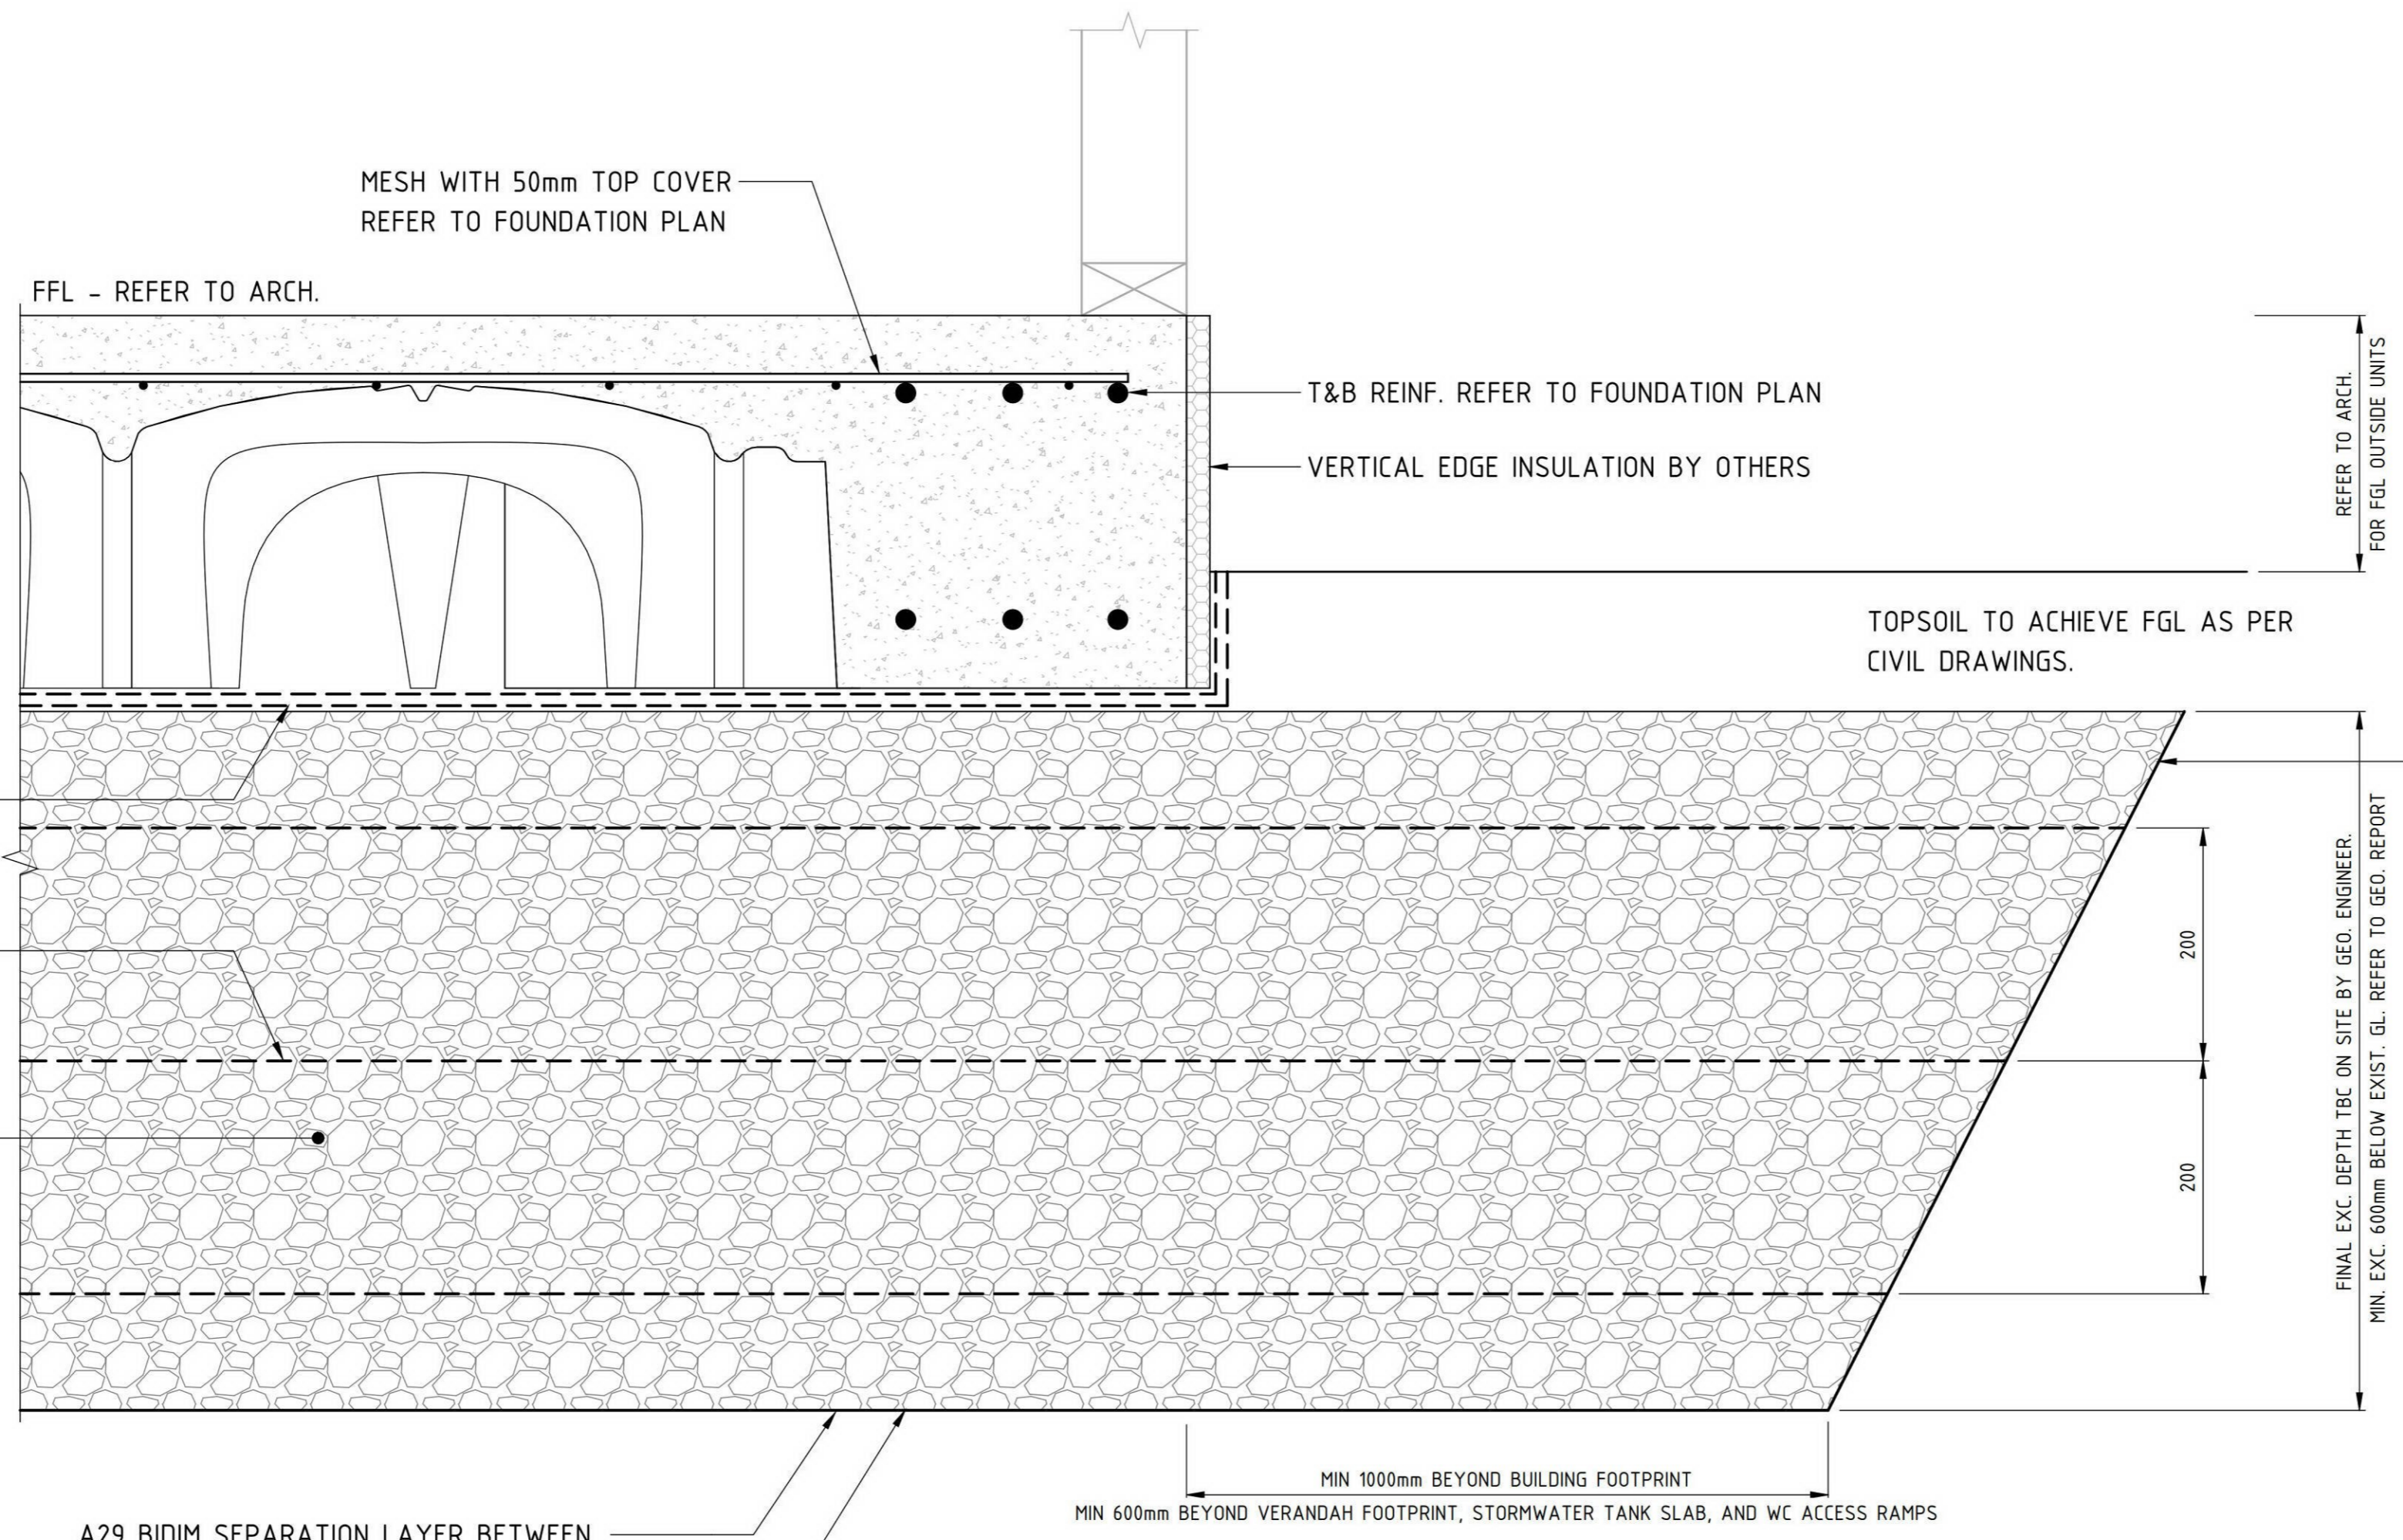 MESH WITH 50mm TOP COVER
REFER TO FOUNDATION PLAN
FFL - REFER TO ARCH.
T&B REINF. REFER TO FOUNDATION PLAN
VERTICAL EDGE INSULATION BY OTHERS
REFER TO ARCH.
FOR FGL OUTSIDE UNITS
TOPSOIL TO ACHIEVE FGL AS PER
CIVIL DRAWINGS.
200
200
FINAL EXC. DEPTH TBC ON SITE BY GEO. ENGINEER.
MIN. EXC. 600mm BELOW EXIST. GL. REFER TO GEO. REPORT
MIN 1000mm BEYOND BUILDING FOOTPRINT
MIN 600mm BEYOND VERANDAH FOOTPRINT, STORMWATER TANK SLAB, AND WC ACCESS RAMPS
A29 BIDIM SEPARATION LAYER BETWEEN